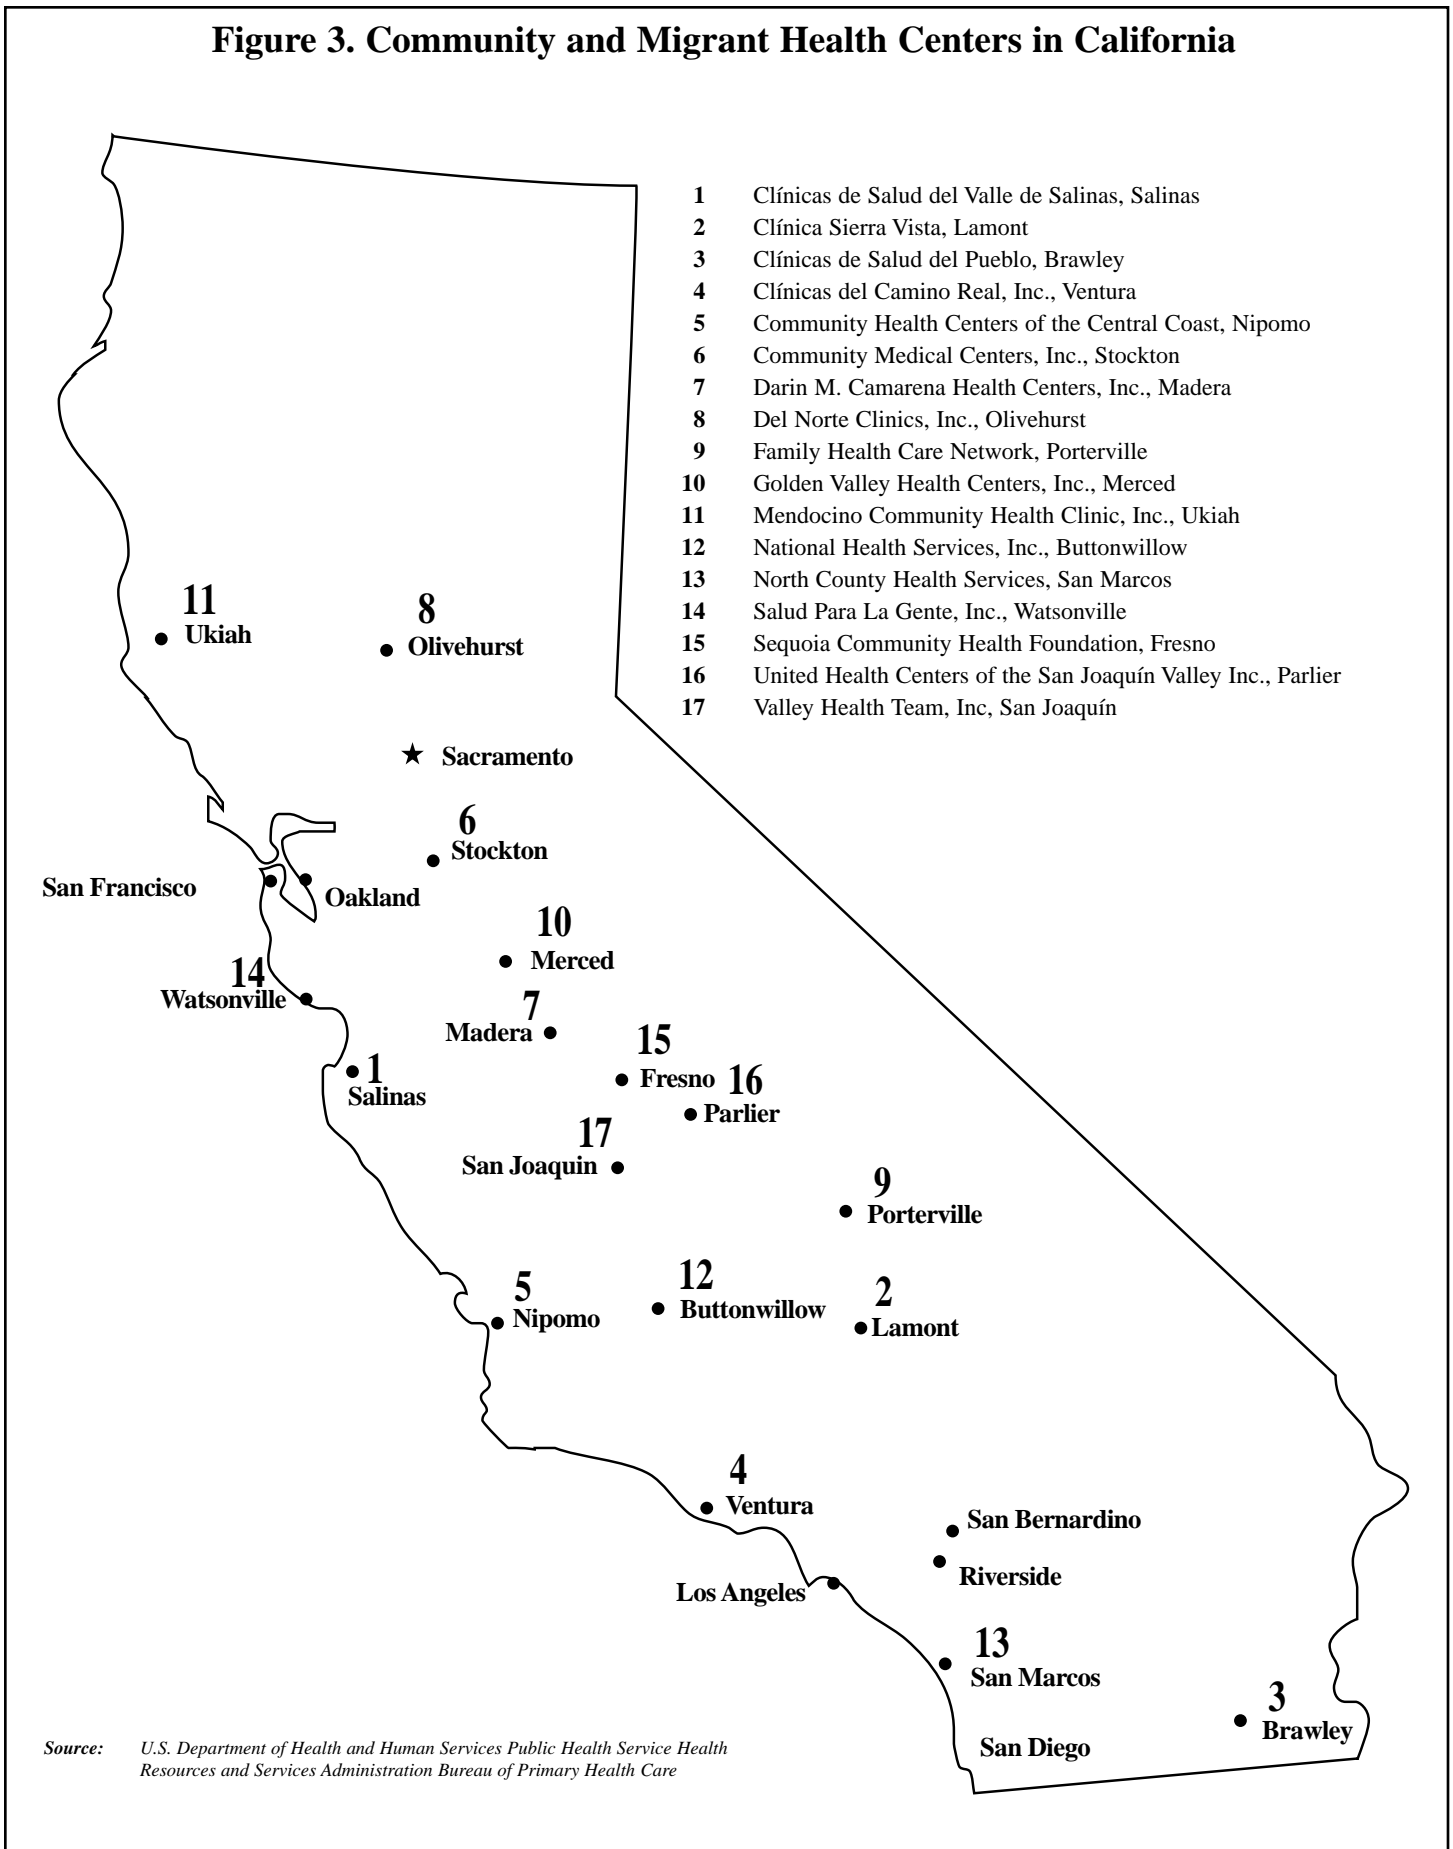 Figure 3. Community and Migrant Health Centers in California
1 Clínicas de Salud del Valle de Salinas, Salinas
2 Clínica Sierra Vista, Lamont
3 Clínicas de Salud del Pueblo, Brawley
4 Clínicas del Camino Real, Inc., Ventura
5 Community Health Centers of the Central Coast, Nipomo
6 Community Medical Centers, Inc., Stockton
7 Darin M. Camarena Health Centers, Inc., Madera
8 Del Norte Clinics, Inc., Olivehurst
9 Family Health Care Network, Porterville
10 Golden Valley Health Centers, Inc., Merced
11 Mendocino Community Health Clinic, Inc., Ukiah
12 National Health Services, Inc., Buttonwillow
13 North County Health Services, San Marcos
14 Salud Para La Gente, Inc., Watsonville
15 Sequoia Community Health Foundation, Fresno
16 United Health Centers of the San Joaquín Valley Inc., Parlier
17 Valley Health Team, Inc, San Joaquín
11
Ukiah
8
Olivehurst
Sacramento
6
Stockton
San Francisco
Oakland
10
Merced
14
Watsonville
7
Madera
15
Fresno
16
Parlier
1
Salinas
17
San Joaquin
9
Porterville
5
Nipomo
12
Buttonwillow
2
Lamont
4
Ventura
San Bernardino
Riverside
Los Angeles
13
San Marcos
3
Brawley
San Diego
Source: U.S. Department of Health and Human Services Public Health Service Health
Resources and Services Administration Bureau of Primary Health Care